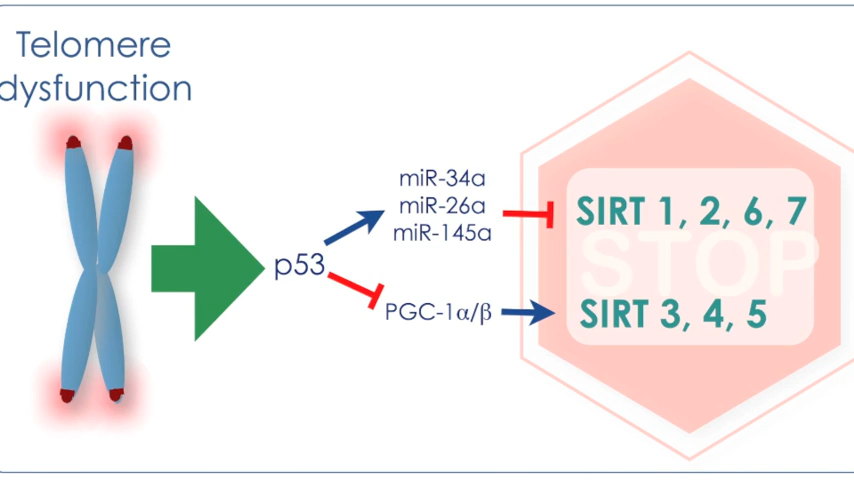 Telomere
dysfunction
p53
miR-34a
miR-26a
miR-145a
PGC-1α/β
SIRT 1, 2, 6, 7
STOP
SIRT 3, 4, 5